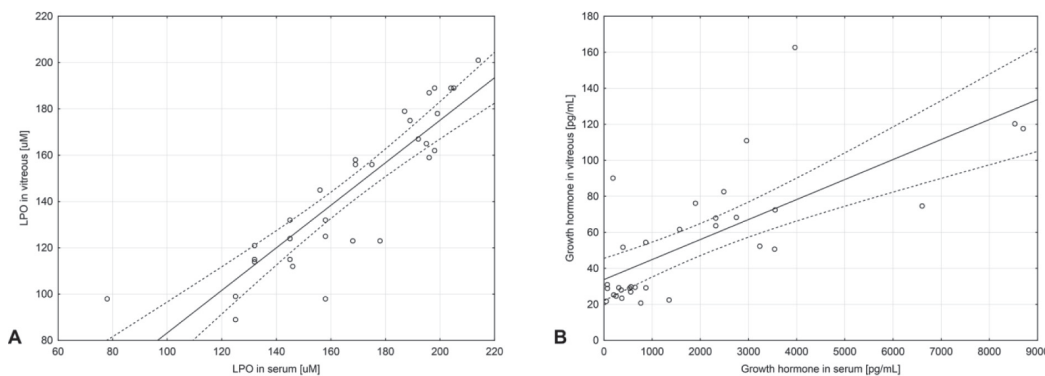 220
200
180
160
140
120
100
80
60 80 100 120 140 160 180 200 220
LPO in vitreous [uM]
LPO in serum [uM]
A
180
160
140
120
100
80
60
40
20
0
0 1000 2000 3000 4000 5000 6000 7000 8000 9000
Growth hormone in vitreous [pg/mL]
Growth hormone in serum [pg/mL]
B